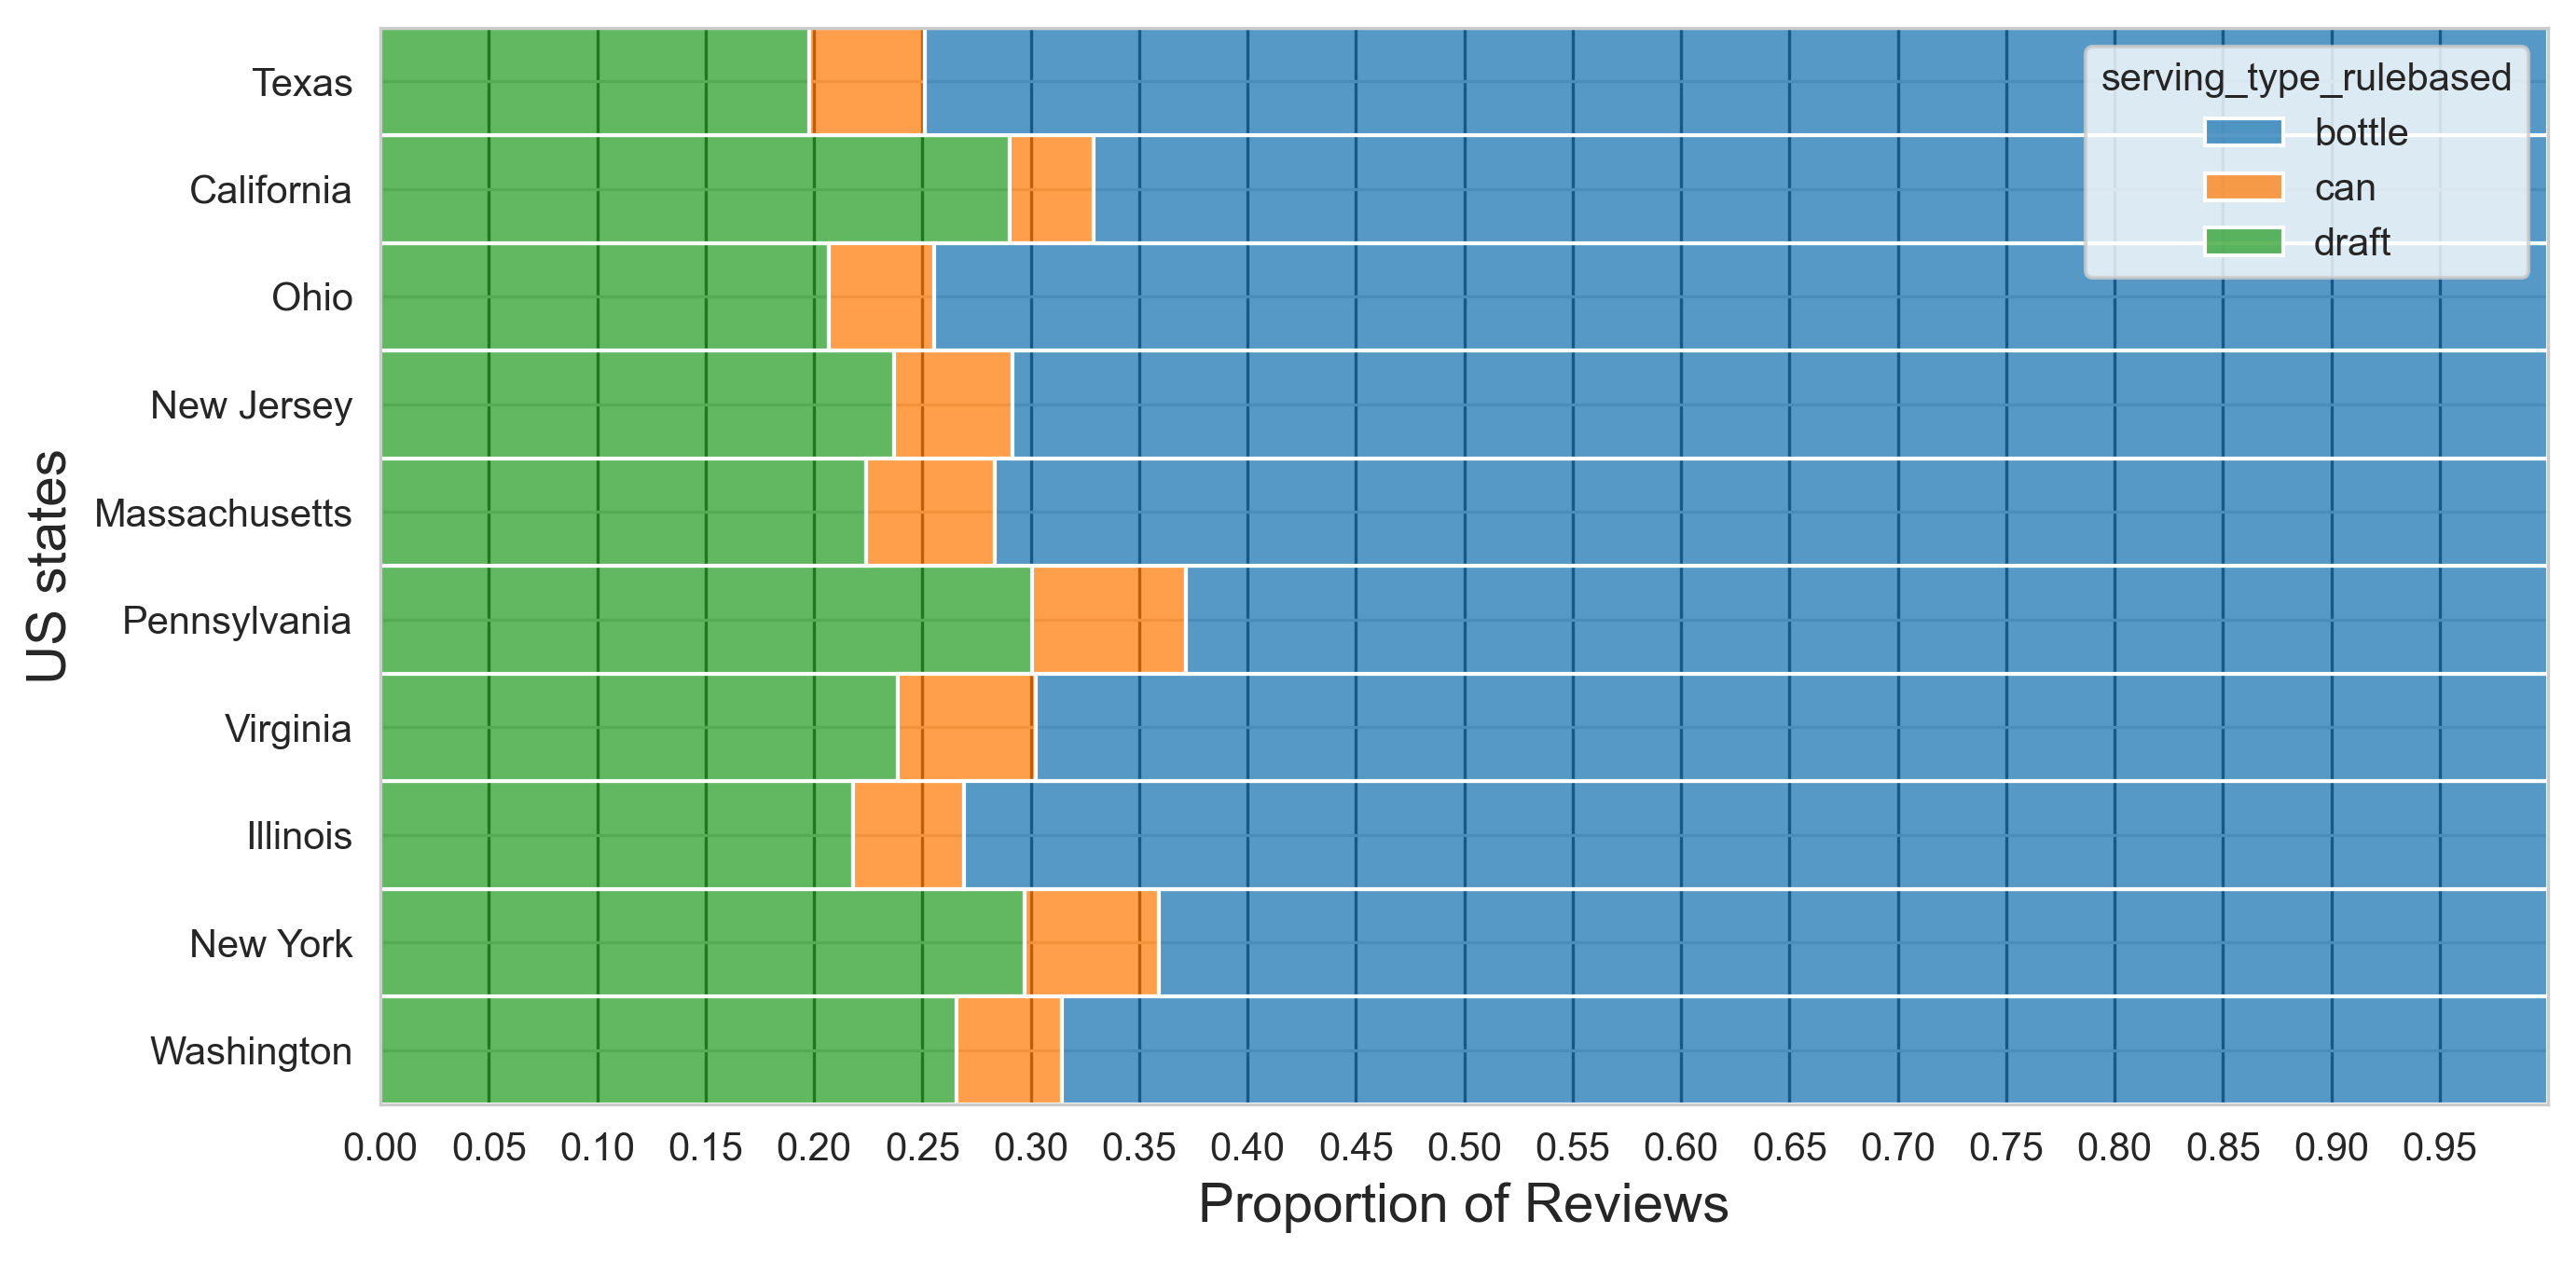 serving_type_rulebased
bottle
can
draft
US states
Texas
California
Ohio
New Jersey
Massachusetts
Pennsylvania
Virginia
Illinois
New York
Washington
0.00 0.05 0.10 0.15 0.20 0.25 0.30 0.35 0.40 0.45 0.50 0.55 0.60 0.65 0.70 0.75 0.80 0.85 0.90 0.95
Proportion of Reviews